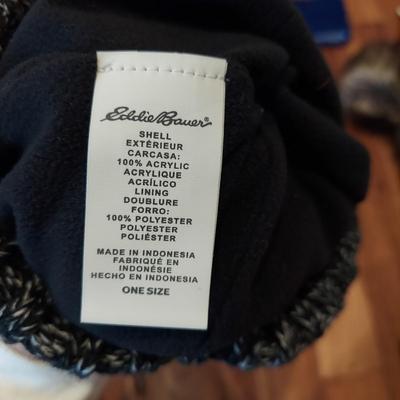 Eddie Bauer®
SHELL
EXTÉRIEUR
CARCASA:
100% ACRYLIC
ACRYLIQUE
ACRÍLICO
LINING
DOUBLURE
FORRO:
100% POLYESTER
POLYESTER
POLIÉSTER
MADE IN INDONESIA
FABRIQUÉ EN
INDONÉSIE
HECHO EN INDONESIA
ONE SIZE